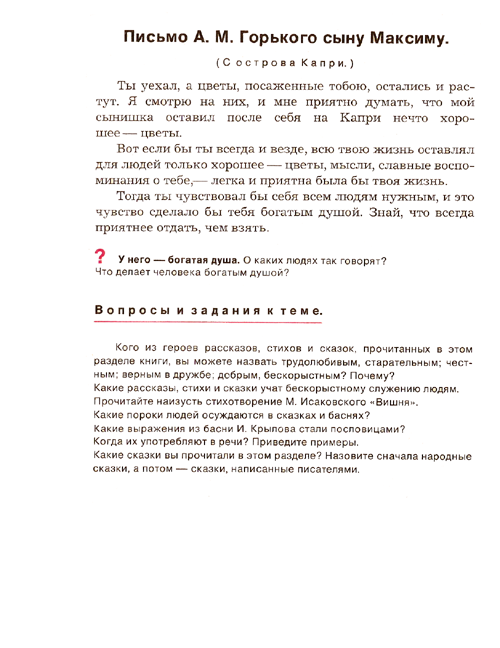 Письмо А. М. Горького сыну Максиму.
(С острова Капри.)
Ты уехал, а цветы, посаженные тобою, остались и рас-
тут. Я смотрю на них, и мне приятно думать, что мой
сынишка оставил после себя на Капри нечто хоро-
шее — цветы.
Вот если бы ты всегда и везде, всю твою жизнь оставлял
для людей только хорошее — цветы, мысли, славные воспо-
минания о тебе,— легка и приятна была бы твоя жизнь.
Тогда ты чувствовал бы себя всем людям нужным, и это
чувство сделало бы тебя богатым душой. Знай, что всегда
приятнее отдать, чем взять.
? У него — богатая душа. О каких людях так говорят?
Что делает человека богатым душой?
Вопросы и задания к теме.
Кого из героев рассказов, стихов и сказок, прочитанных в этом
разделе книги, вы можете назвать трудолюбивым, старательным; чест-
ным; верным в дружбе; добрым, бескорыстным? Почему?
Какие рассказы, стихи и сказки учат бескорыстному служению людям.
Прочитайте наизусть стихотворение М. Исаковского «Вишня».
Какие пороки людей осуждаются в сказках и баснях?
Какие выражения из басни И. Крылова стали пословицами?
Когда их употребляют в речи? Приведите примеры.
Какие сказки вы прочитали в этом разделе? Назовите сначала народные
сказки, а потом — сказки, написанные писателями.